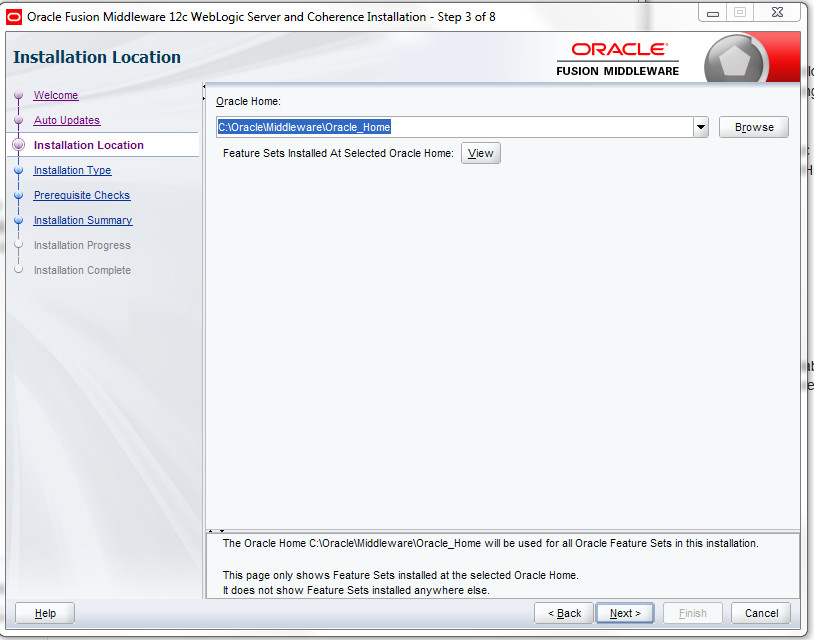 Oracle Fusion Middleware 12c WebLogic Server and Coherence Installation - Step 3 of 8
Installation Location
ORACLE
FUSION MIDDLEWARE
Welcome
Auto Updates
Installation Location
Installation Type
Prerequisite Checks
Installation Summary
Installation Progress
Installation Complete
Oracle Home:
C:\Oracle\Middleware\Oracle_Home
Browse
Feature Sets Installed At Selected Oracle Home: View
The Oracle Home C:\Oracle\Middleware\Oracle_Home will be used for all Oracle Feature Sets in this installation.
This page only shows Feature Sets installed at the selected Oracle Home.
It does not show Feature Sets installed anywhere else.
Help
< Back
Next >
Finish
Cancel